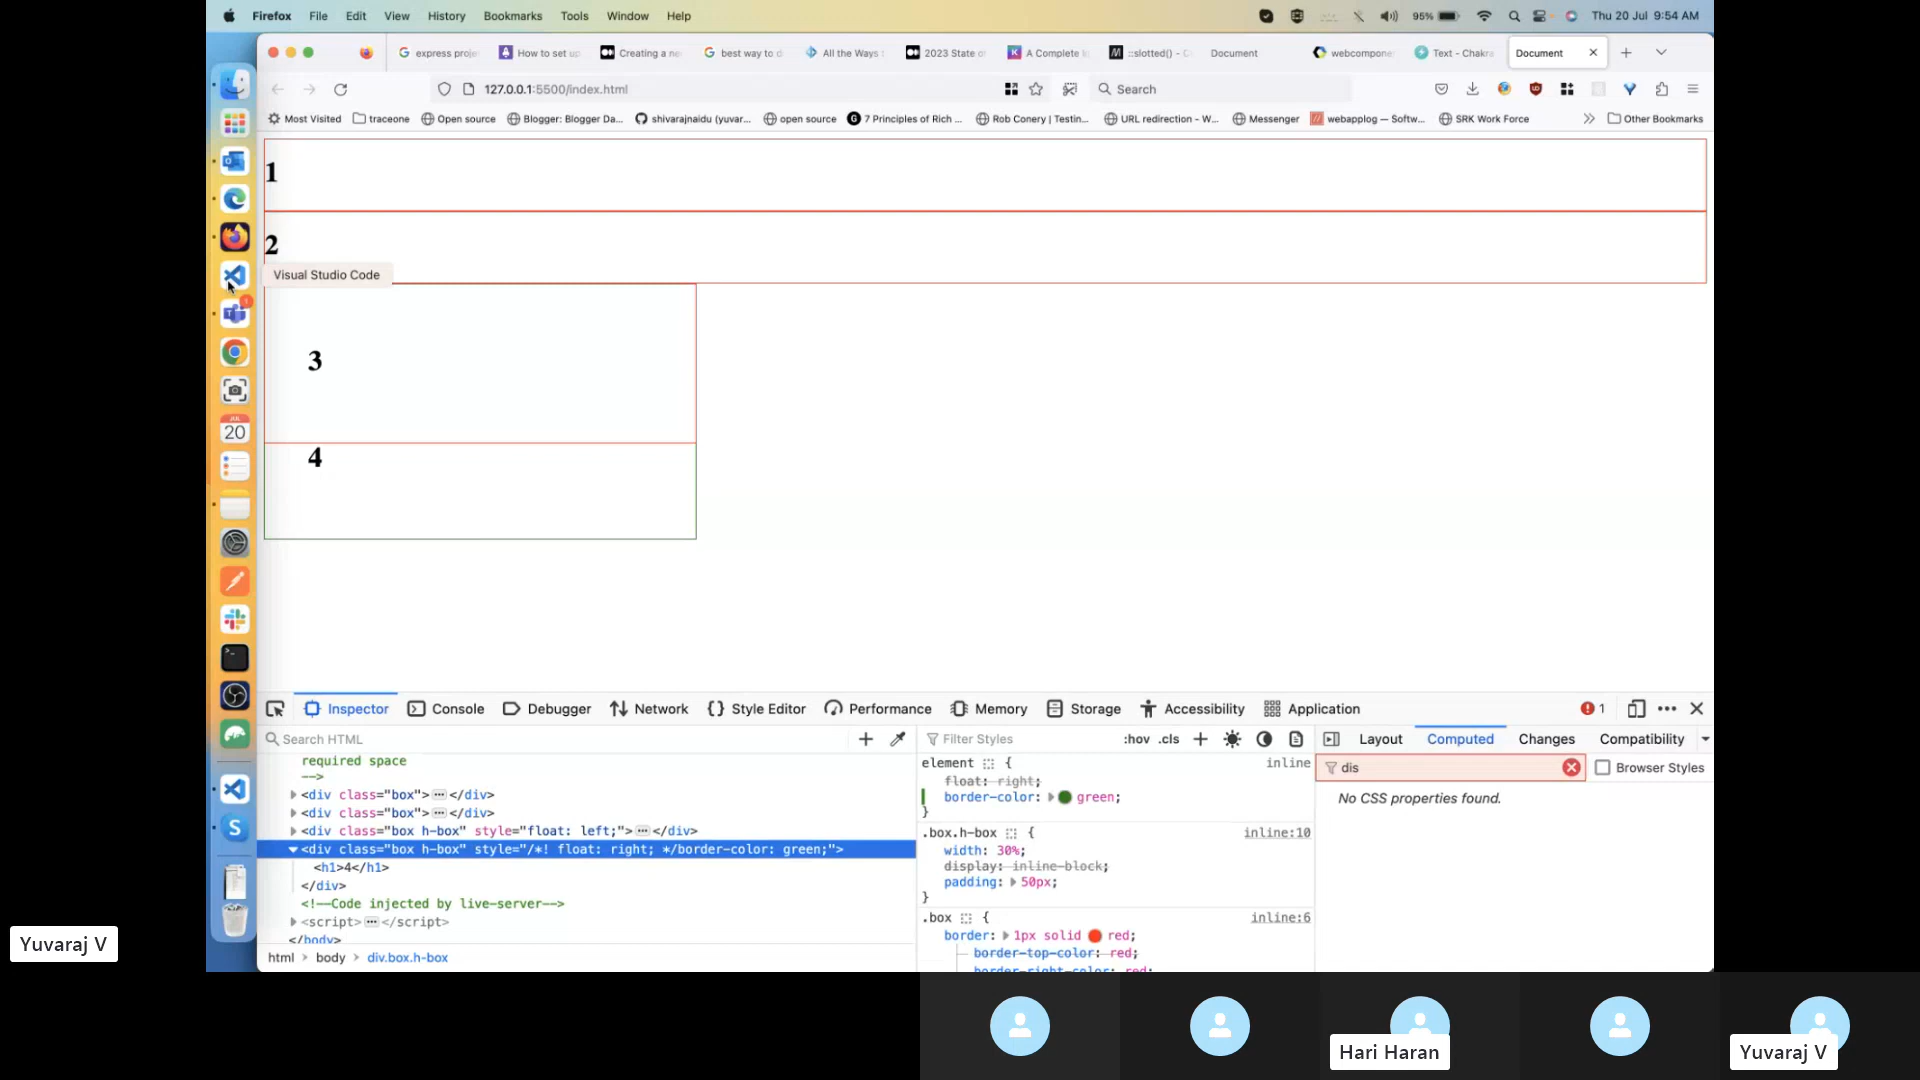 Firefox File Edit View History Bookmarks Tools Window Help
95%
Thu 20 Jul 9:54 AM
express proje
How to set up
Creating a ne
best way to d
All the Ways t
2023 State of
A Complete
::slotted() - C
Document
webcompone
Text - Chakra
Document
127.0.0.1:5500/index.html
Search
Most Visited
traceone
Open source
Blogger: Blogger Da...
shivarajnaidu (yuvar...
open source
7 Principles of Rich ...
Rob Conery | Testin...
URL redirection - W...
Messenger
webapplog — Softw...
SRK Work Force
Other Bookmarks
1
2
Visual Studio Code
1
3
4
JUL
20
S
Inspector
Console
Debugger
Network
Style Editor
Performance
Memory
Storage
Accessibility
Application
1
Search HTML
Filter Styles
:hov .cls
Layout
Computed
Changes
Compatibility
required space
-->
<div class="box"> ... </div>
<div class="box"> ... </div>
<div class="box h-box" style="float: left;"> ... </div>
<div class="box h-box" style="/*! float: right; */border-color: green;">
<h1>4</h1>
</div>
<!--Code injected by live-server-->
<script> ... </script>
</body>
html > body > div.box.h-box
element { inline
float: right;
border-color: green;
}
.box.h-box { inline:10
width: 30%;
display: inline-block;
padding: 50px;
}
.box { inline:6
border: 1px solid red;
border-top-color: red;
border-right-color: red;
dis
Browser Styles
No CSS properties found.
Yuvaraj V
Hari Haran
Yuvaraj V